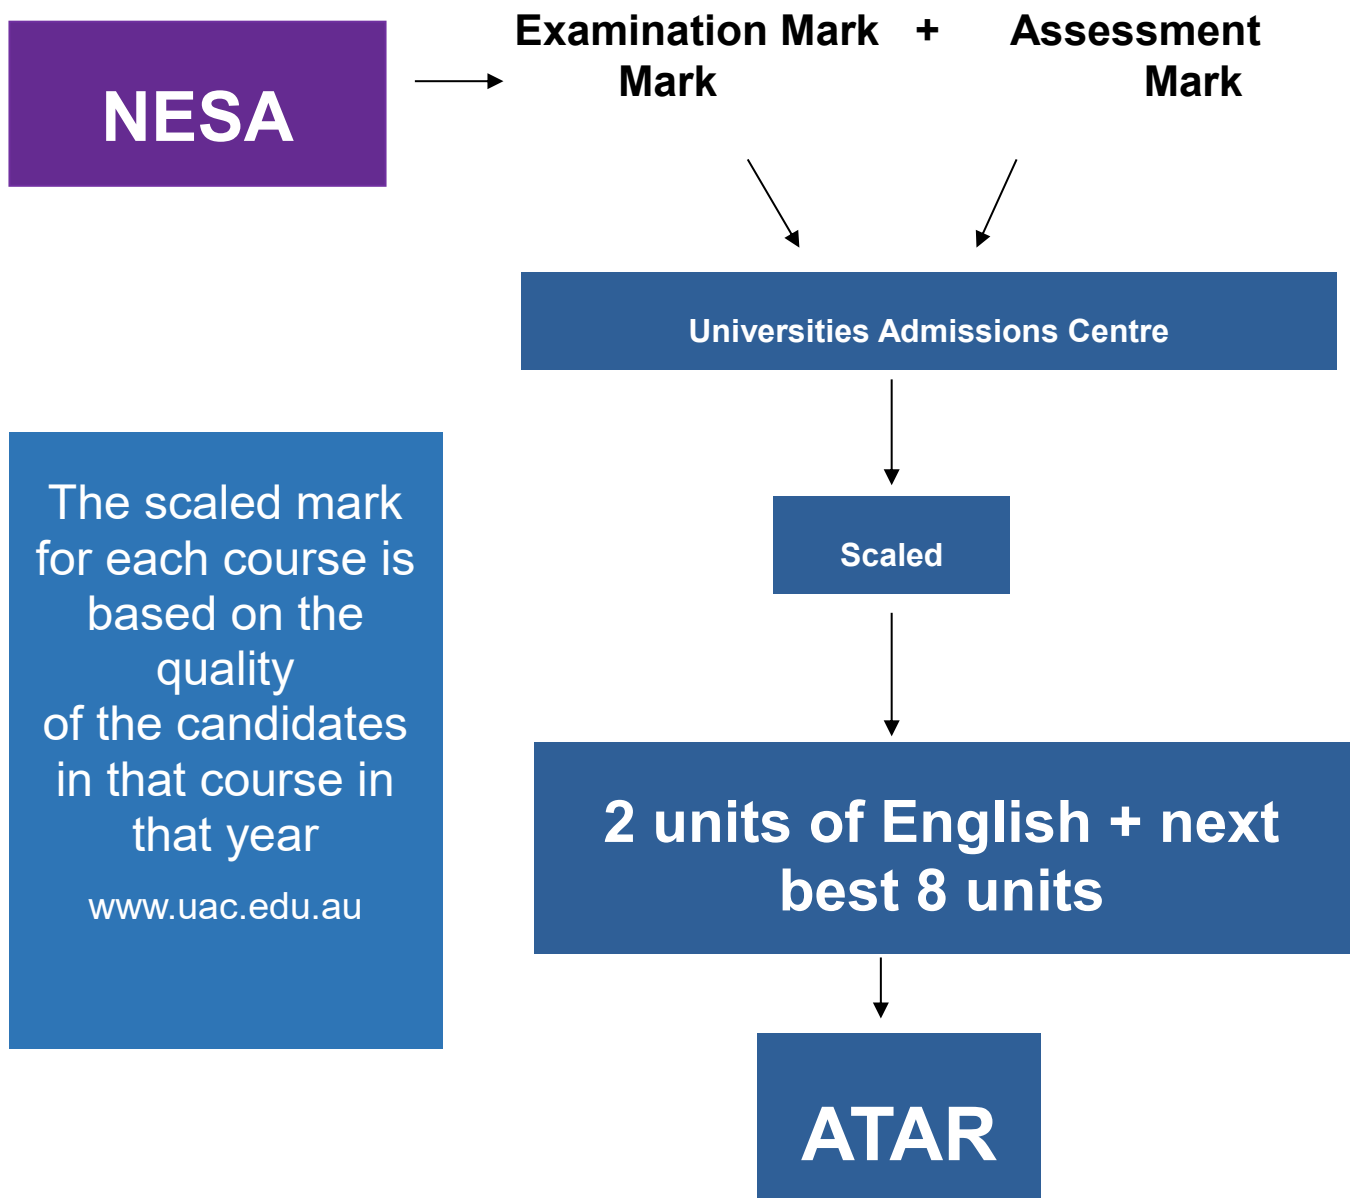 NESA
Examination Mark + Assessment
Mark Mark
Universities Admissions Centre
The scaled mark
for each course is
based on the
quality
of the candidates
in that course in
that year
www.uac.edu.au
Scaled
2 units of English + next
best 8 units
ATAR